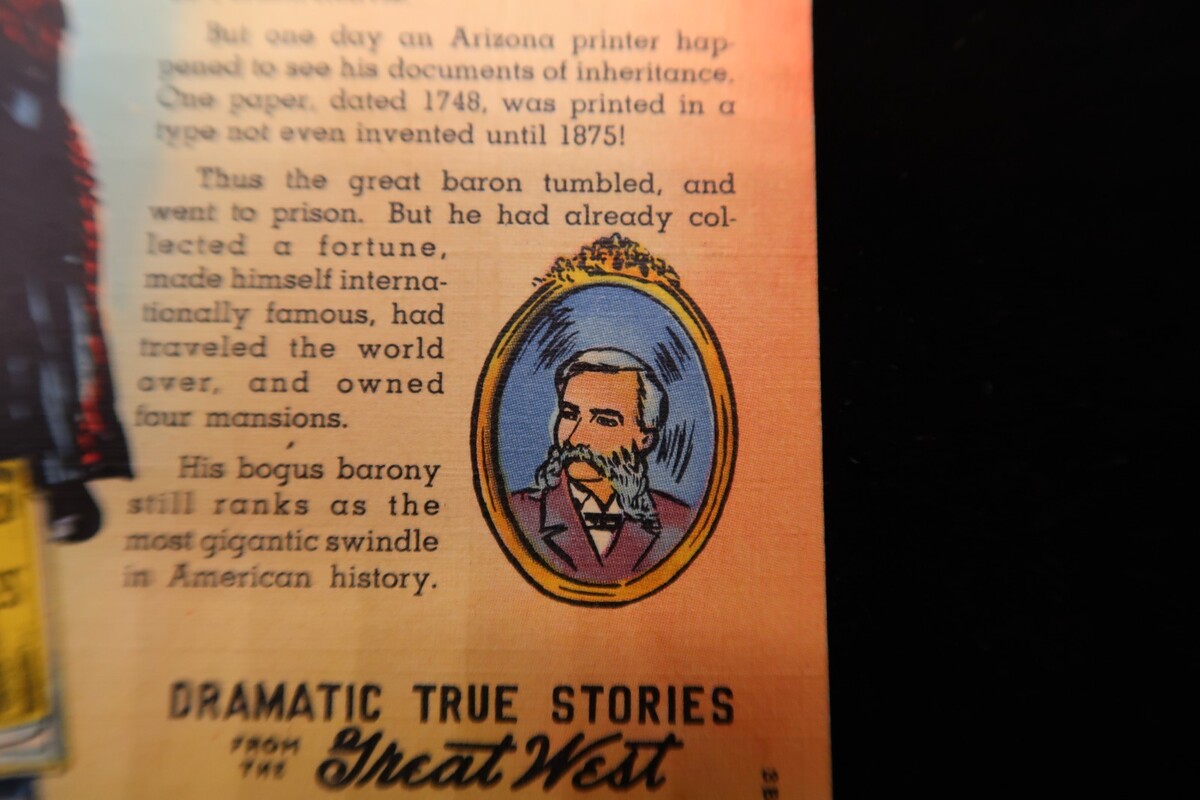 But one day an Arizona printer hap-
pened to see his documents of inheritance.
One paper, dated 1748, was printed in a
type not even invented until 1875!
Thus the great baron tumbled, and
went to prison. But he had already col-
lected a fortune,
made himself interna-
tionally famous, had
traveled the world
over, and owned
four mansions.
His bogus barony
still ranks as the
most gigantic swindle
in American history.
DRAMATIC TRUE STORIES
FROM THE Great West